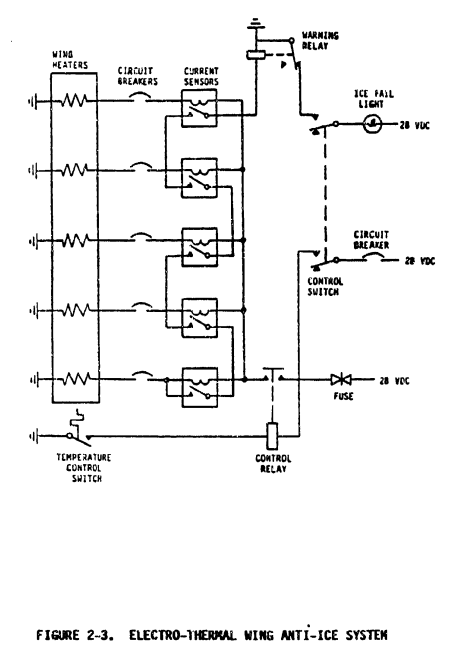 WARNING
RELAY
WING
HEATERS
CIRCUIT
BREAKERS
CURRENT
SENSORS
ICE FAIL
LIGHT
28 VDC
CIRCUIT
BREAKER
28 VDC
CONTROL
SWITCH
28 VDC
FUSE
TEMPERATURE
CONTROL
SWITCH
CONTROL
RELAY
FIGURE 2-3. ELECTRO-THERMAL WING ANTI-ICE SYSTEM